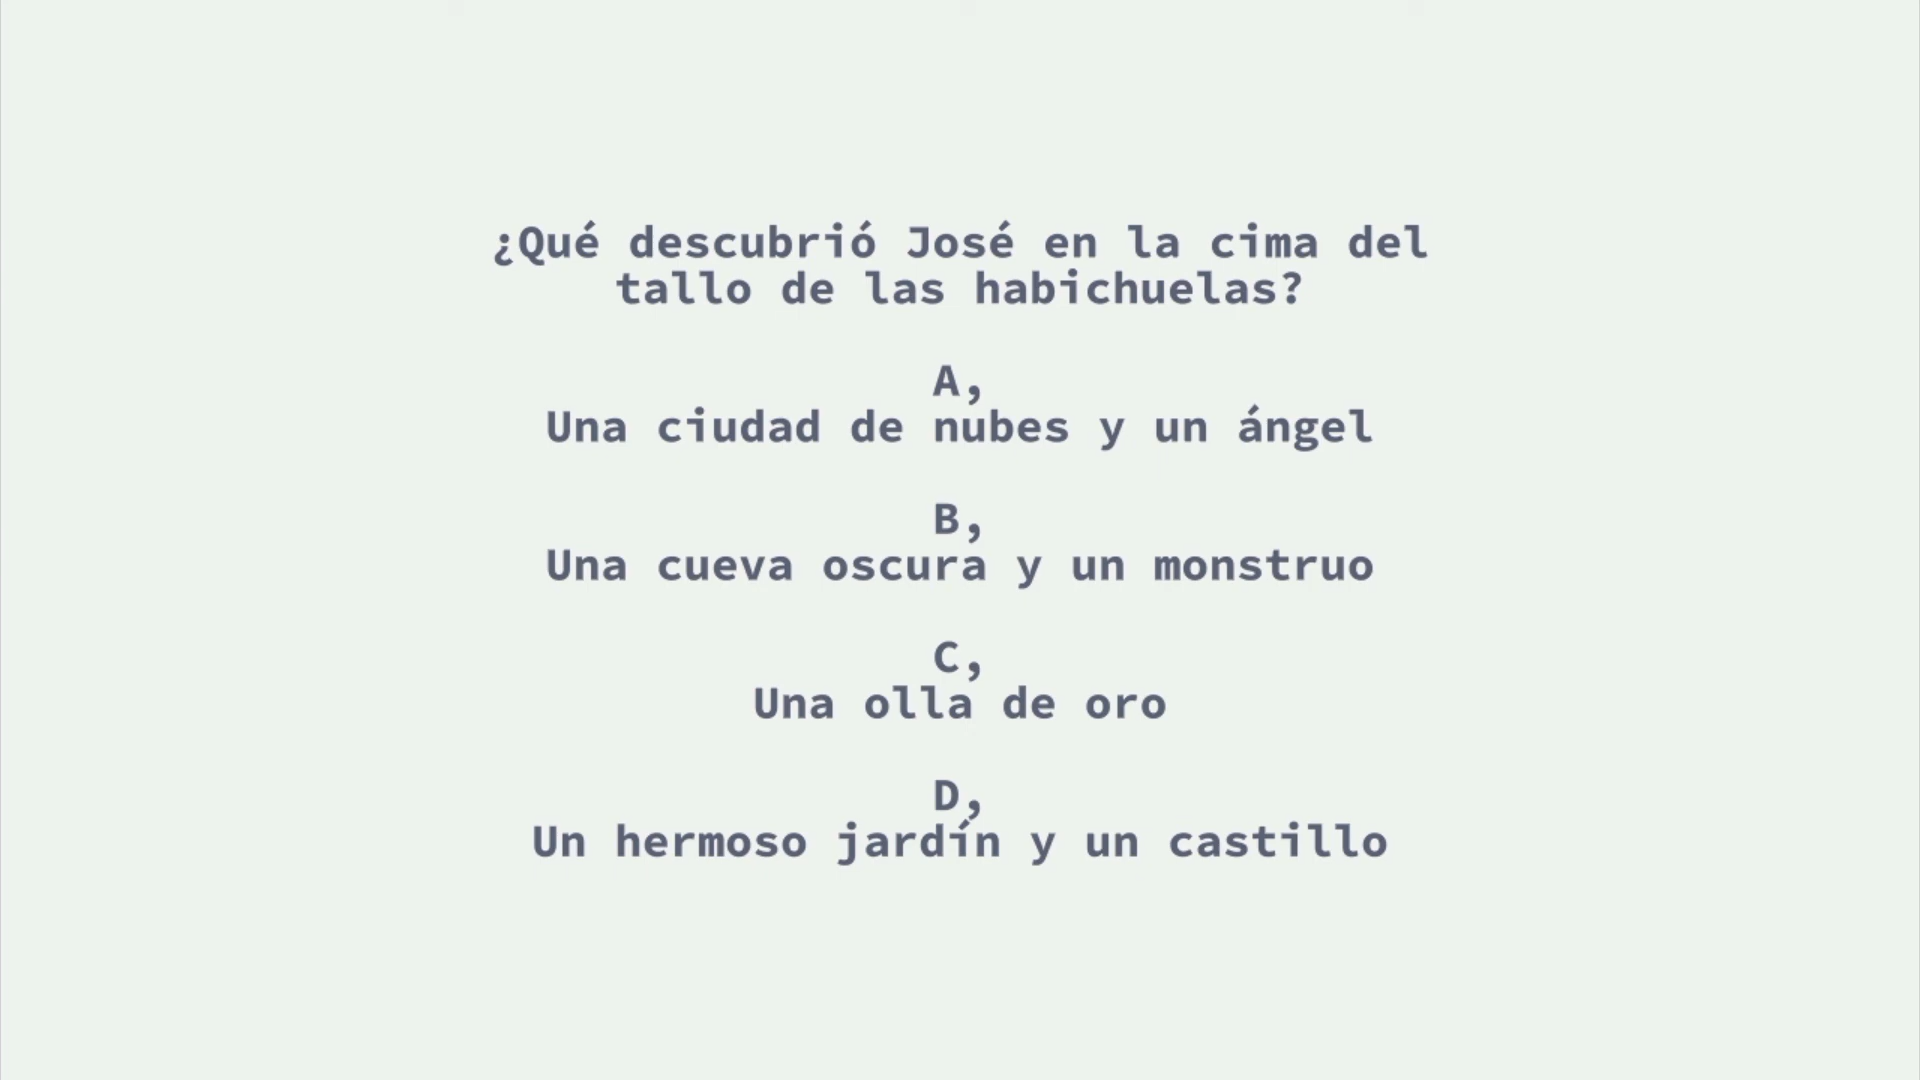 ¿Qué descubrió José en la cima del
tallo de las habichuelas?
A,
Una ciudad de nubes y un ángel
B,
Una cueva oscura y un monstruo
C,
Una olla de oro
D,
Un hermoso jardín y un castillo